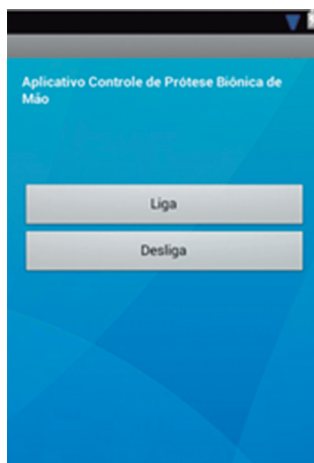 Aplicativo Controle de Prótese Biônica de
Mão
Liga
Desliga